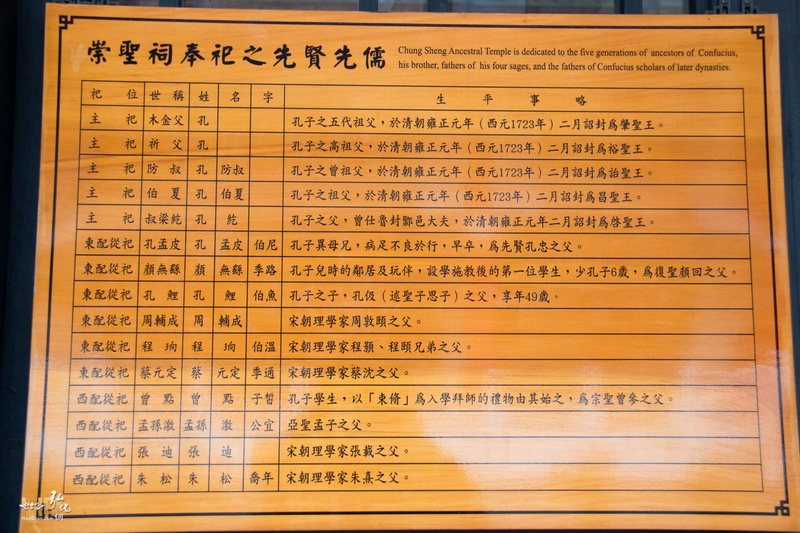 崇聖祠奉祀之先賢先儒
Chung Sheng Ancestral Temple is dedicated to the five generations of ancestors of Confucius,
his brother, fathers of his four sages, and the fathers of Confucius scholars of later dynasties.
祀位 世稱 姓 名 字 生平事略
主祀 木金父 孔 孔子之五代祖父，於清朝雍正元年（西元1723年）二月詔封為肇聖王。
主祀 祈父 孔 孔子之高祖父，於清朝雍正元年（西元1723年）二月詔封為裕聖王。
主祀 防叔 孔 防叔 孔子之曾祖父，於清朝雍正元年（西元1723年）二月詔封為詒聖王。
主祀 伯夏 孔 伯夏 孔子之祖父，於清朝雍正元年（西元1723年）二月詔封為昌聖王。
主祀 叔梁紇 孔 紇 孔子之父，曾仕魯封鄹邑大夫，於清朝雍正元年二月詔封為啓聖王。
東配從祀 孔孟皮 孔 孟皮 伯尼 孔子異母兄，病足不良於行，早卒，為先賢孔忠之父。
東配從祀 顏無繇 顏 無繇 季路 孔子兒時的鄰居及玩伴，設學施教後的第一位學生，少孔子6歲，為復聖顏回之父。
東配從祀 孔鯉 孔 鯉 伯魚 孔子之子，孔伋（述聖子思子）之父，享年49歲。
東配從祀 周輔成 周 輔成 宋朝理學家周敦頤之父。
東配從祀 程珦 程 珦 伯溫 宋朝理學家程顥、程頤兄弟之父。
東配從祀 蔡元定 蔡 元定 季通 宋朝理學家蔡沈之父。
西配從祀 曾點 曾 點 子晳 孔子學生，以「束脩」為入學拜師的禮物由其始之，為宗聖曾參之父。
西配從祀 孟孫激 孟孫 激 公宜 亞聖孟子之父。
西配從祀 張迪 張 迪 宋朝理學家張載之父。
西配從祀 朱松 朱 松 喬年 宋朝理學家朱熹之父。